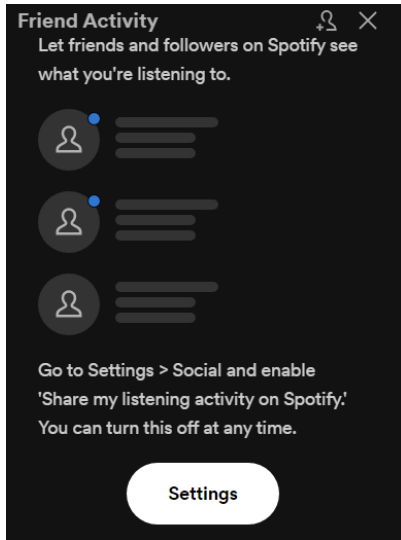 Friend Activity
Let friends and followers on Spotify see
what you're listening to.
Go to Settings > Social and enable
'Share my listening activity on Spotify.'
You can turn this off at any time.
Settings